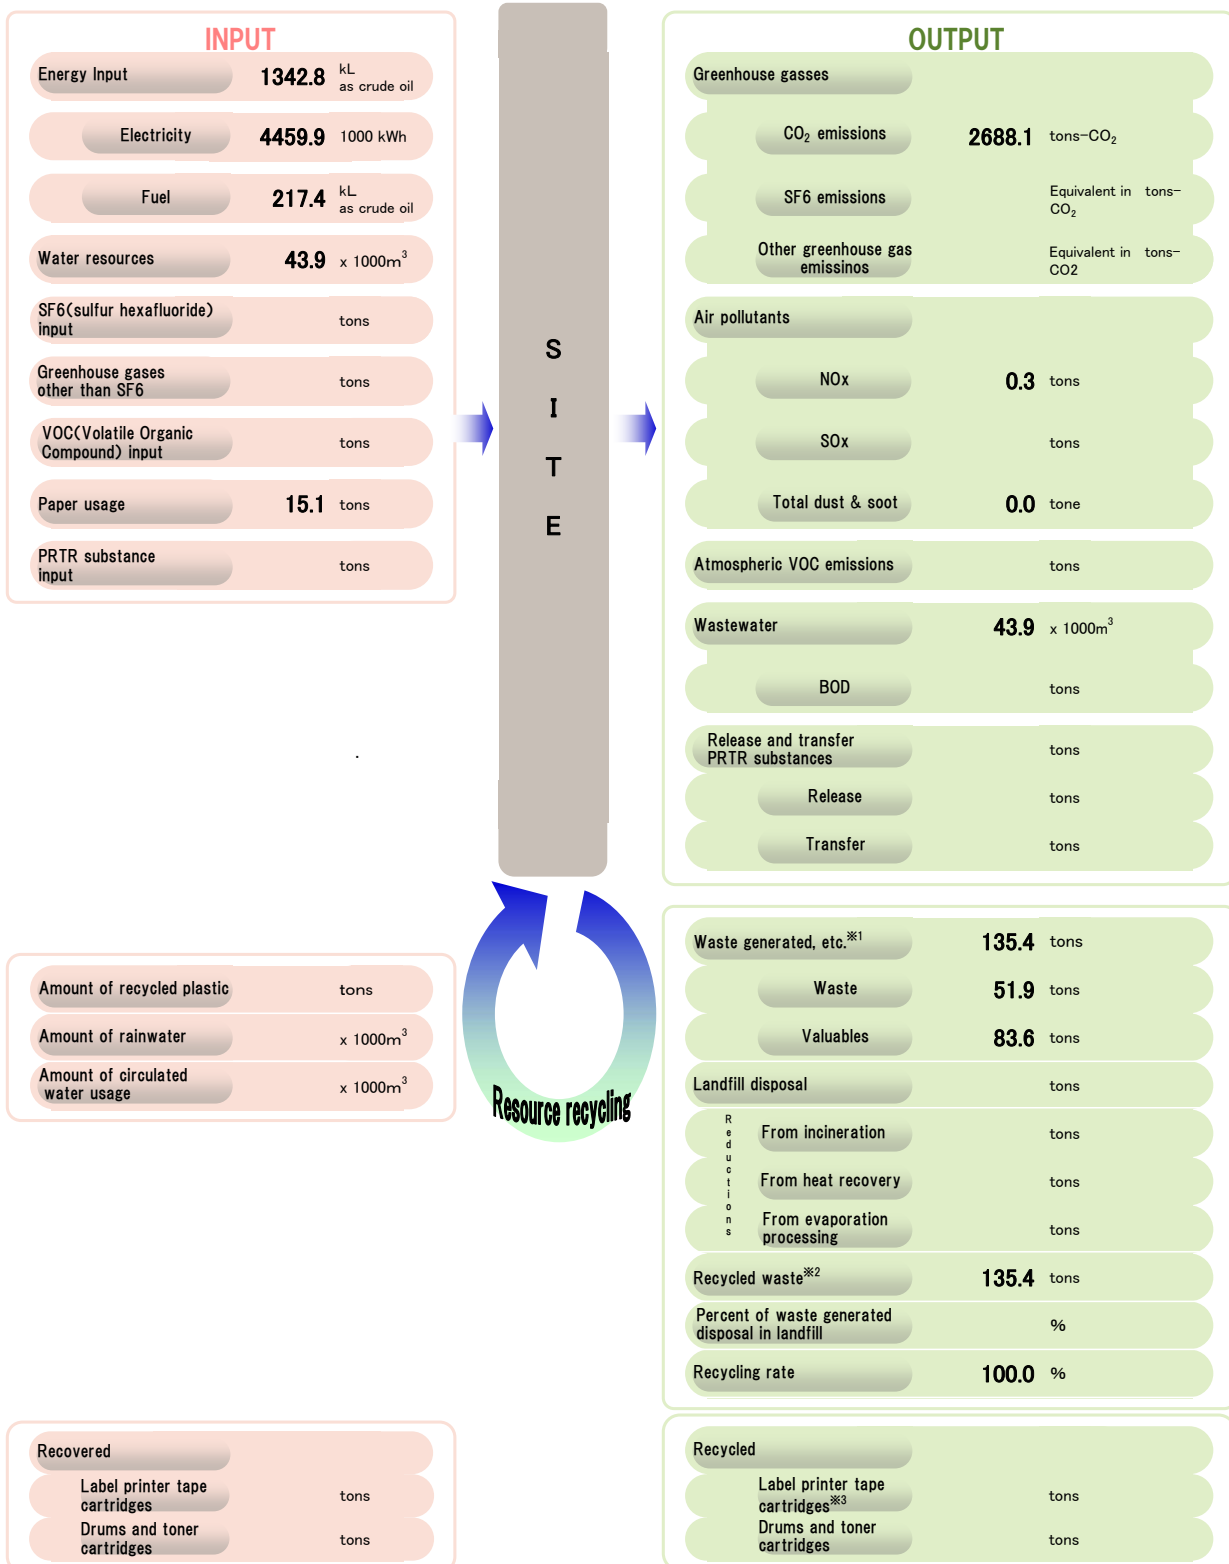 INPUT
Energy Input 1342.8 kL
as crude oil
Electricity 4459.9 1000 kWh
Fuel 217.4 kL
as crude oil
Water resources 43.9 x 1000m³
SF6(sulfur hexafluoride)
input tons
Greenhouse gases
other than SF6 tons
VOC(Volatile Organic
Compound) input tons
Paper usage 15.1 tons
PRTR substance
input tons
.
SITE
OUTPUT
Greenhouse gasses
CO₂ emissions 2688.1 tons-CO₂
SF6 emissions Equivalent in tons-
CO₂
Other greenhouse gas
emissinos Equivalent in tons-
CO2
Air pollutants
NOx 0.3 tons
SOx tons
Total dust & soot 0.0 tone
Atmospheric VOC emissions tons
Wastewater 43.9 x 1000m³
BOD tons
Release and transfer
PRTR substances tons
Release tons
Transfer tons
Amount of recycled plastic tons
Amount of rainwater x 1000m³
Amount of circulated
water usage x 1000m³
Resource recycling
Waste generated, etc.※1 135.4 tons
Waste 51.9 tons
Valuables 83.6 tons
Landfill disposal tons
Reductions
From incineration tons
From heat recovery tons
From evaporation
processing tons
Recycled waste※2 135.4 tons
Percent of waste generated
disposal in landfill %
Recycling rate 100.0 %
Recovered
Label printer tape
cartridges tons
Drums and toner
cartridges tons
Recycled
Label printer tape
cartridges※3 tons
Drums and toner
cartridges tons